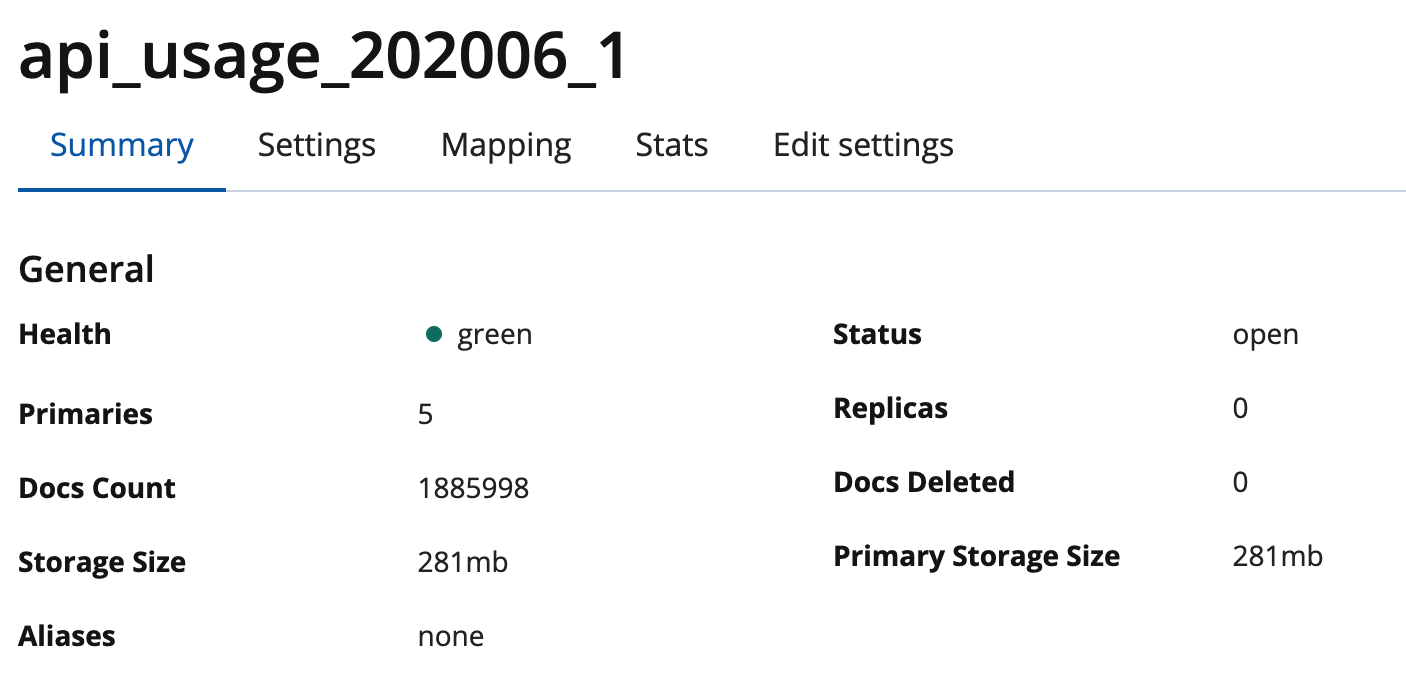 api_usage_202006_1
Summary Settings Mapping Stats Edit settings
General
Health green Status open
Primaries 5 Replicas 0
Docs Count 1885998 Docs Deleted 0
Storage Size 281mb Primary Storage Size 281mb
Aliases none